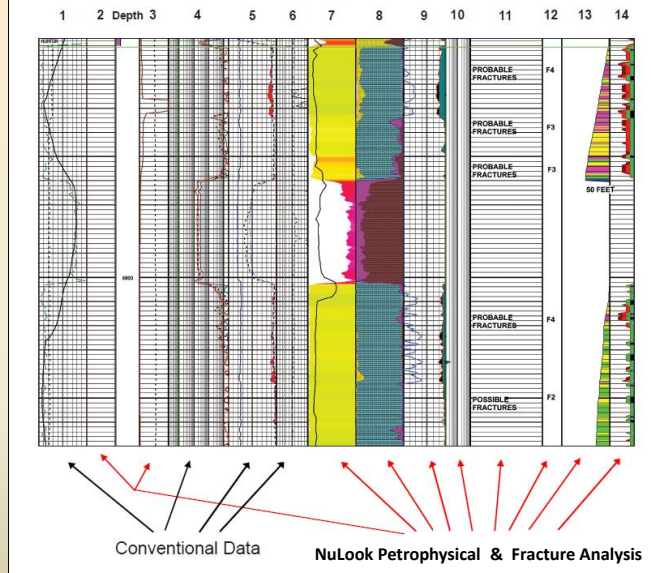 1 2 Depth 3 4 5 6 7 8 9 10 11 12 13 14
HUNTON
PROBABLE F4
FRACTURES
PROBABLE F3
FRACTURES
PROBABLE F3
FRACTURES
50 FEET
4800
PROBABLE F4
FRACTURES
POSSIBLE F2
FRACTURES
Conventional Data
NuLook Petrophysical & Fracture Analysis